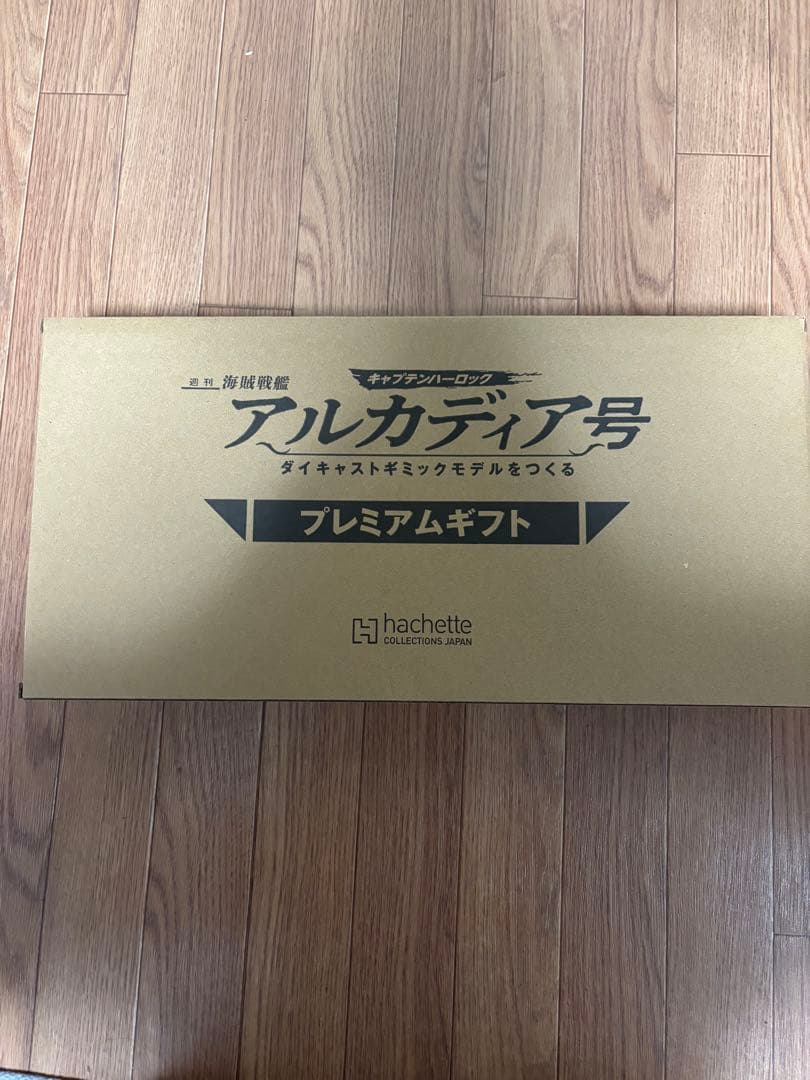 キャプテンハーロック
週刊 海賊戦艦
アルカディア号
ダイキャストギミックモデルをつくる
プレミアムギフト
hachette
COLLECTIONS JAPAN